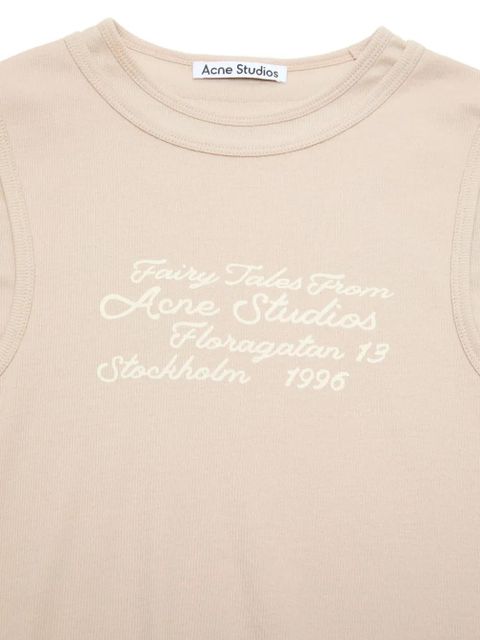 Acne Studios
Fairy Tales From
Acne Studios
Floragatan 13
Stockholm 1996